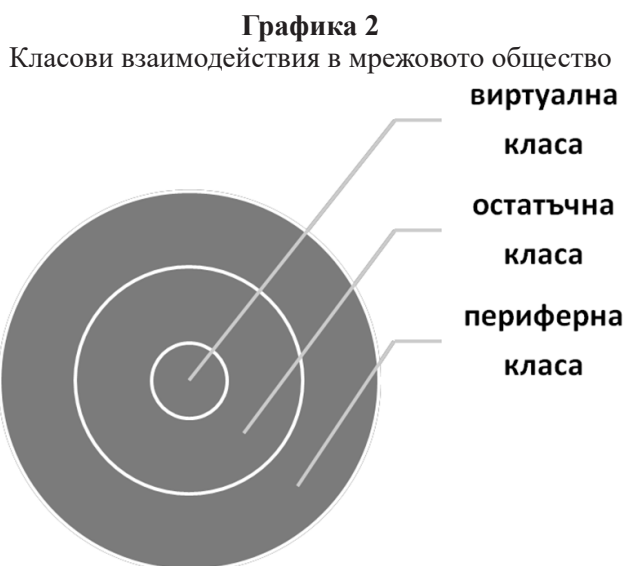 Графика 2
Класови взаимодействия в мрежовото общество
виртуална
класа
остатъчна
класа
периферна
класа